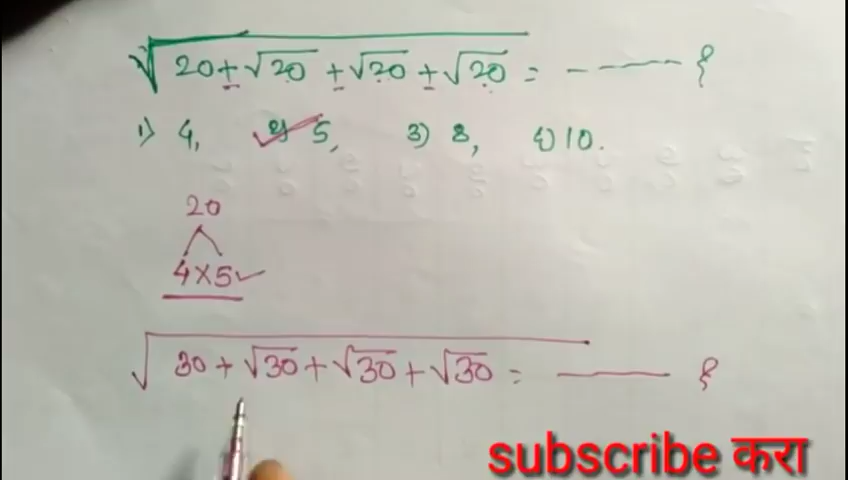 √20+√20+√20+√20 = ———?
1) 4, 2) 5, 3) 8, 4) 10.
20
4×5✓
√30+√30+√30+√30 = ——— ?
subscribe करा